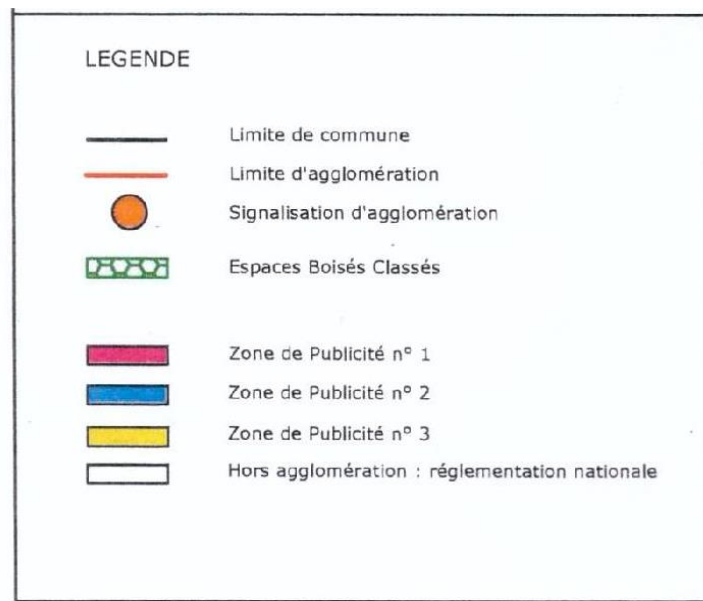 LEGENDE
Limite de commune
Limite d'agglomération
Signalisation d'agglomération
Espaces Boisés Classés
Zone de Publicité n° 1
Zone de Publicité n° 2
Zone de Publicité n° 3
Hors agglomération : réglementation nationale